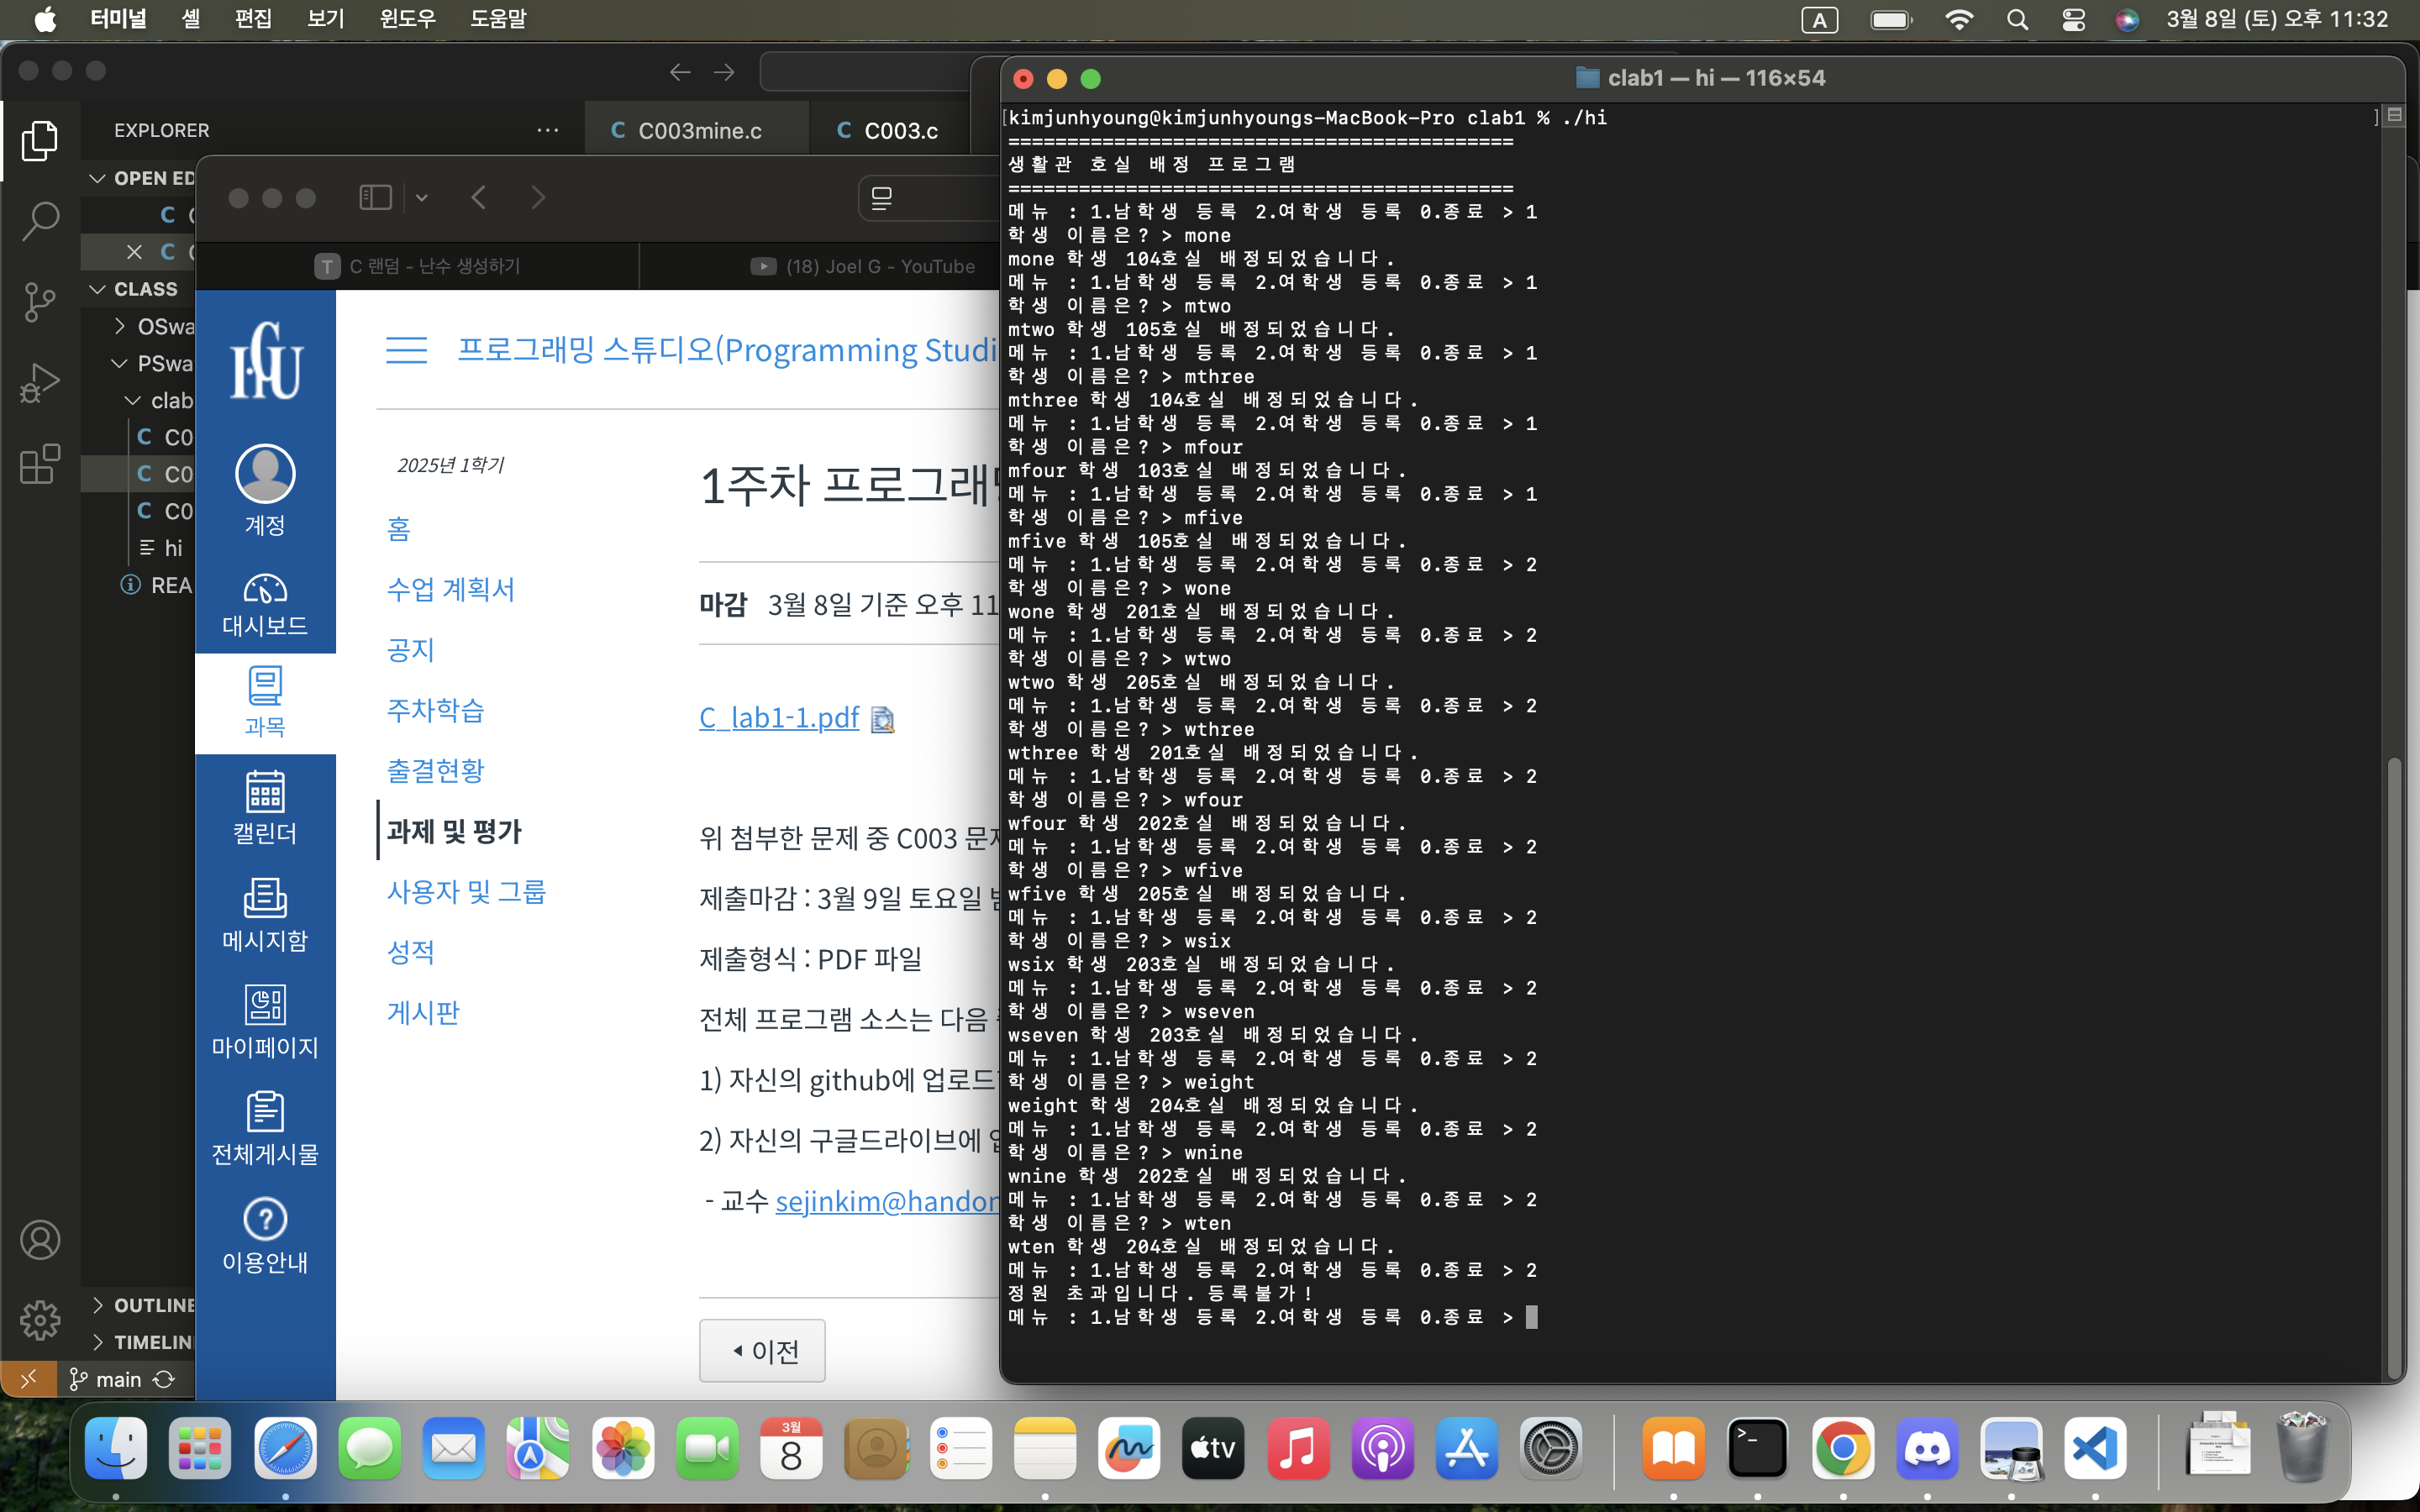 터미널 셸 편집 보기 윈도우 도움말
A 3월 8일 (토) 오후 11:32
EXPLORER
C C003mine.c
C C003.c
OPEN ED
C
C
CLASS
OSwa
PSwa
clab
C C0
C C0
C C0
hi
REA
OUTLINE
TIMELIN
main
T C 랜덤 - 난수 생성하기
(18) Joel G - YouTube
HGU
계정
대시보드
과목
캘린더
메시지함
마이페이지
전체게시물
이용안내
프로그래밍 스튜디오(Programming Studi
2025년 1학기
홈
수업 계획서
공지
주차학습
출결현황
과제 및 평가
사용자 및 그룹
성적
게시판
1주차 프로그래밍
마감 3월 8일 기준 오후 11
C_lab1-1.pdf
위 첨부한 문제 중 C003 문
제출마감 : 3월 9일 토요일
제출형식 : PDF 파일
전체 프로그램 소스는 다음
1) 자신의 github에 업로드
2) 자신의 구글드라이브에
- 교수 sejinkim@handon
이전
clab1 — hi — 116×54
[kimjunhyoung@kimjunhyoungs-MacBook-Pro clab1 % ./hi ]
===========================================
생활관 호실 배정 프로그램
===========================================
메뉴 : 1.남학생 등록 2.여학생 등록 0.종료 > 1
학생 이름은? > mone
mone 학생 104호실 배정되었습니다.
메뉴 : 1.남학생 등록 2.여학생 등록 0.종료 > 1
학생 이름은? > mtwo
mtwo 학생 105호실 배정되었습니다.
메뉴 : 1.남학생 등록 2.여학생 등록 0.종료 > 1
학생 이름은? > mthree
mthree 학생 104호실 배정되었습니다.
메뉴 : 1.남학생 등록 2.여학생 등록 0.종료 > 1
학생 이름은? > mfour
mfour 학생 103호실 배정되었습니다.
메뉴 : 1.남학생 등록 2.여학생 등록 0.종료 > 1
학생 이름은? > mfive
mfive 학생 105호실 배정되었습니다.
메뉴 : 1.남학생 등록 2.여학생 등록 0.종료 > 2
학생 이름은? > wone
wone 학생 201호실 배정되었습니다.
메뉴 : 1.남학생 등록 2.여학생 등록 0.종료 > 2
학생 이름은? > wtwo
wtwo 학생 205호실 배정되었습니다.
메뉴 : 1.남학생 등록 2.여학생 등록 0.종료 > 2
학생 이름은? > wthree
wthree 학생 201호실 배정되었습니다.
메뉴 : 1.남학생 등록 2.여학생 등록 0.종료 > 2
학생 이름은? > wfour
wfour 학생 202호실 배정되었습니다.
메뉴 : 1.남학생 등록 2.여학생 등록 0.종료 > 2
학생 이름은? > wfive
wfive 학생 205호실 배정되었습니다.
메뉴 : 1.남학생 등록 2.여학생 등록 0.종료 > 2
학생 이름은? > wsix
wsix 학생 203호실 배정되었습니다.
메뉴 : 1.남학생 등록 2.여학생 등록 0.종료 > 2
학생 이름은? > wseven
wseven 학생 203호실 배정되었습니다.
메뉴 : 1.남학생 등록 2.여학생 등록 0.종료 > 2
학생 이름은? > weight
weight 학생 204호실 배정되었습니다.
메뉴 : 1.남학생 등록 2.여학생 등록 0.종료 > 2
학생 이름은? > wnine
wnine 학생 202호실 배정되었습니다.
메뉴 : 1.남학생 등록 2.여학생 등록 0.종료 > 2
학생 이름은? > wten
wten 학생 204호실 배정되었습니다.
메뉴 : 1.남학생 등록 2.여학생 등록 0.종료 > 2
정원 초과입니다. 등록불가!
메뉴 : 1.남학생 등록 2.여학생 등록 0.종료 >
3월
8
tv